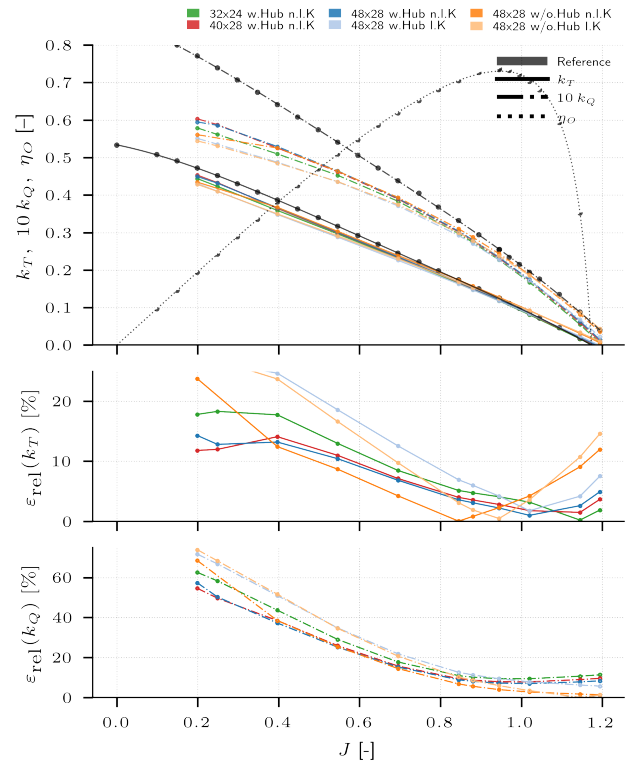 32x24 w.Hub n.I.K 48x28 w.Hub n.I.K 48x28 w/o.Hub n.I.K
40x28 w.Hub n.I.K 48x28 w.Hub I.K 48x28 w/o.Hub I.K
Reference
k_T
10 k_Q
η_O
k_T, 10 k_Q, η_O [-]
0.8
0.7
0.6
0.5
0.4
0.3
0.2
0.1
0.0
ε_rel(k_T) [%]
20
10
0
ε_rel(k_Q) [%]
60
40
20
0
0.0 0.2 0.4 0.6 0.8 1.0 1.2
J [-]